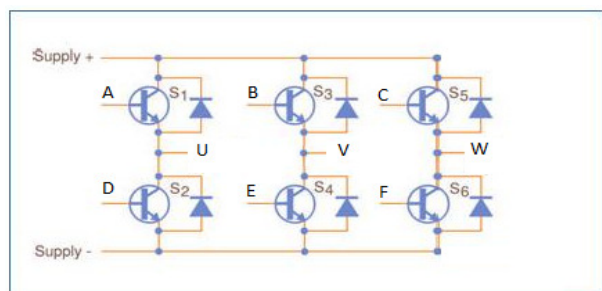 Supply +
A S1 B S3 C S5
U V W
D S2 E S4 F S6
Supply -